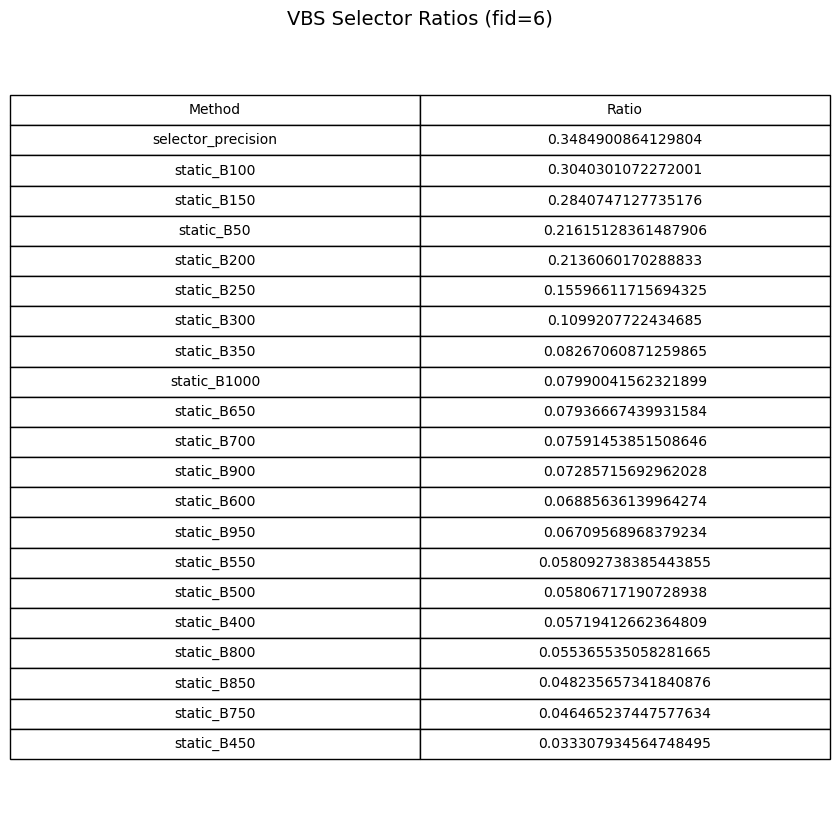 VBS Selector Ratios (fid=6)
Method Ratio
selector_precision 0.3484900864129804
static_B100 0.3040301072272001
static_B150 0.2840747127735176
static_B50 0.21615128361487906
static_B200 0.2136060170288833
static_B250 0.15596611715694325
static_B300 0.1099207722434685
static_B350 0.08267060871259865
static_B1000 0.07990041562321899
static_B650 0.07936667439931584
static_B700 0.07591453851508646
static_B900 0.07285715692962028
static_B600 0.06885636139964274
static_B950 0.06709568968379234
static_B550 0.058092738385443855
static_B500 0.05806717190728938
static_B400 0.05719412662364809
static_B800 0.055365535058281665
static_B850 0.048235657341840876
static_B750 0.046465237447577634
static_B450 0.033307934564748495